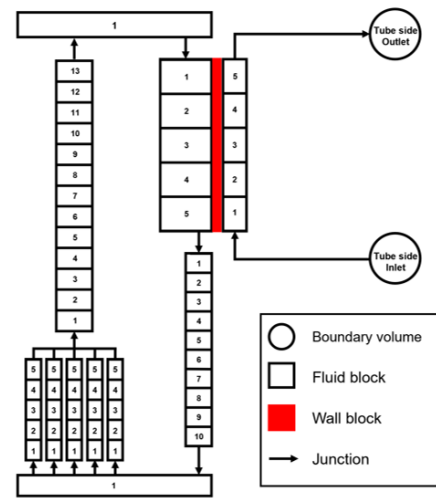 1
13
12
11
10
9
8
7
6
5
4
3
2
1
5 5 5 5 5
4 4 4 4 4
3 3 3 3 3
2 2 2 2 2
1 1 1 1 1
1
1
2
3
4
5
5
4
3
2
1
1
2
3
4
5
6
7
8
9
10
Tube side
Outlet
Tube side
Inlet
Boundary volume
Fluid block
Wall block
Junction